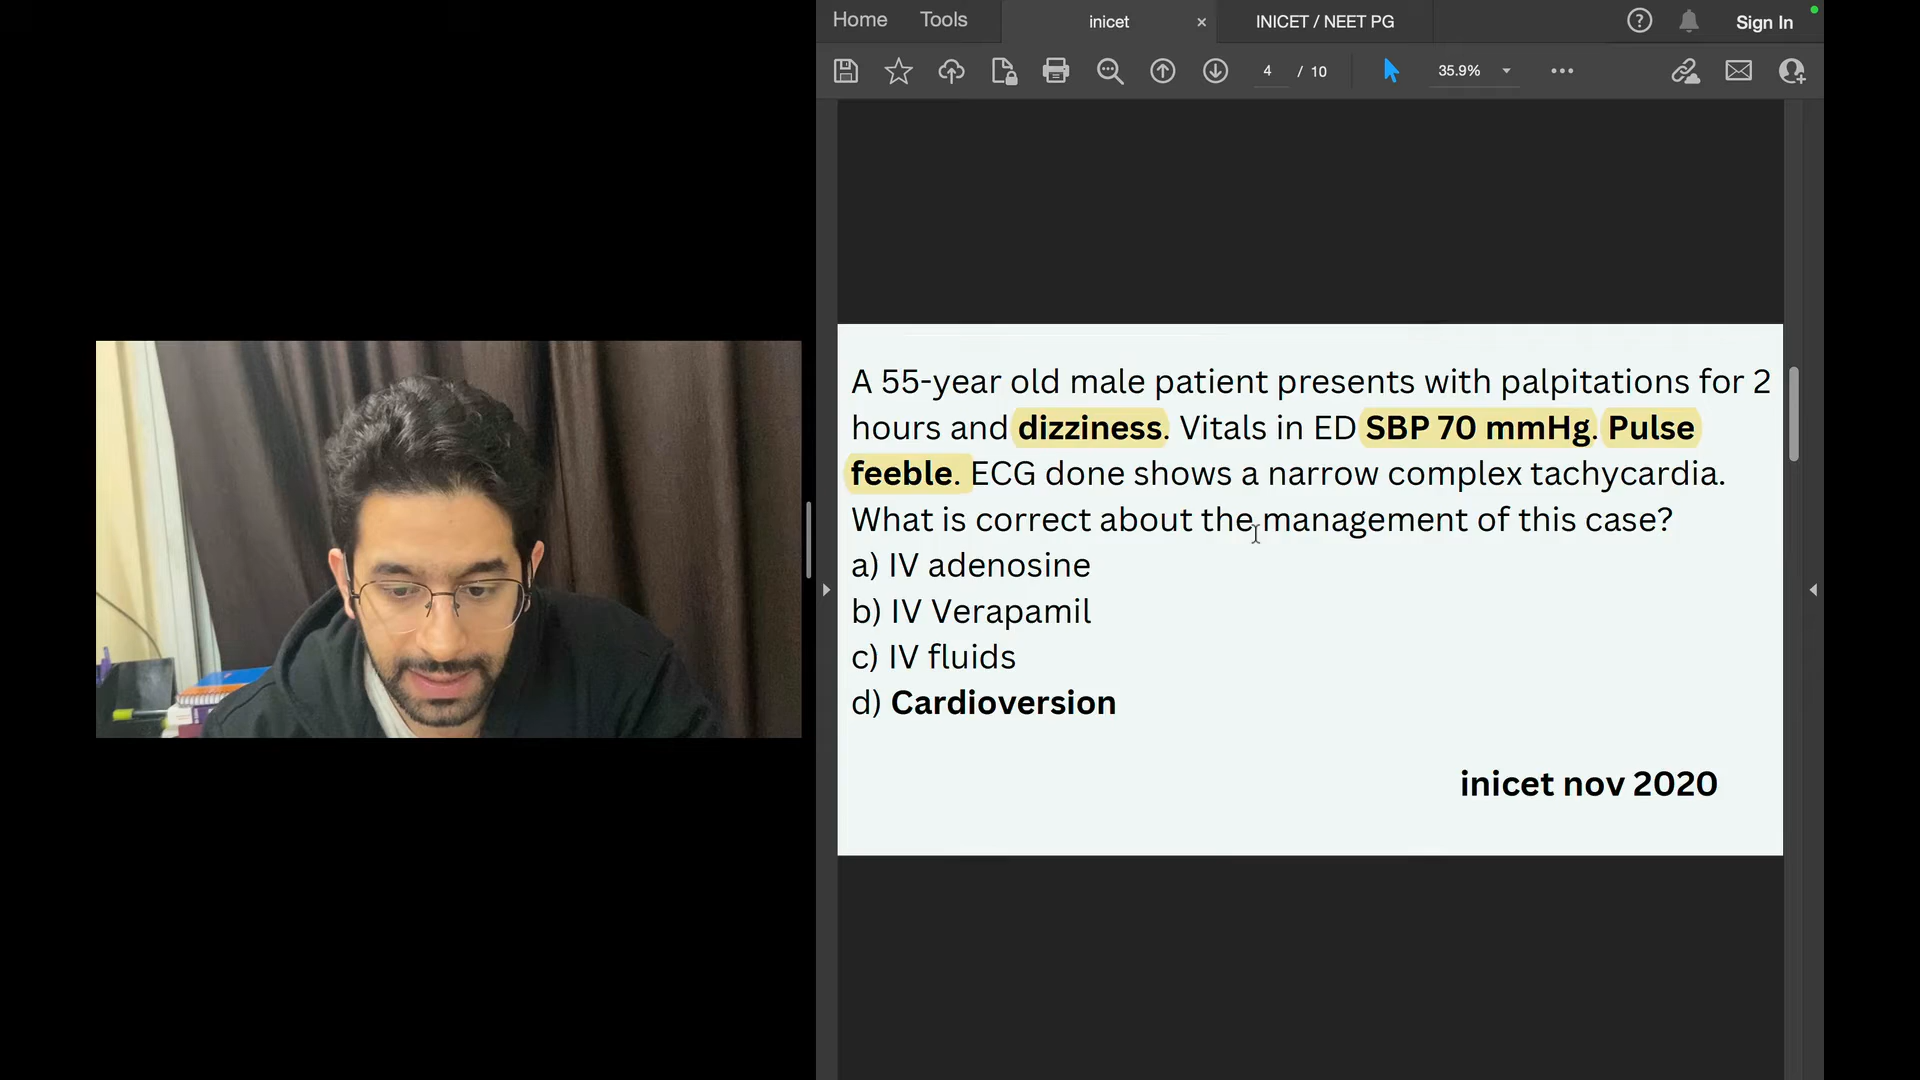 Home Tools inicet × INICET / NEET PG ? Sign In
4 / 10 35.9%
A 55-year old male patient presents with palpitations for 2
hours and dizziness. Vitals in ED SBP 70 mmHg. Pulse
feeble. ECG done shows a narrow complex tachycardia.
What is correct about the management of this case?
a) IV adenosine
b) IV Verapamil
c) IV fluids
d) Cardioversion
inicet nov 2020